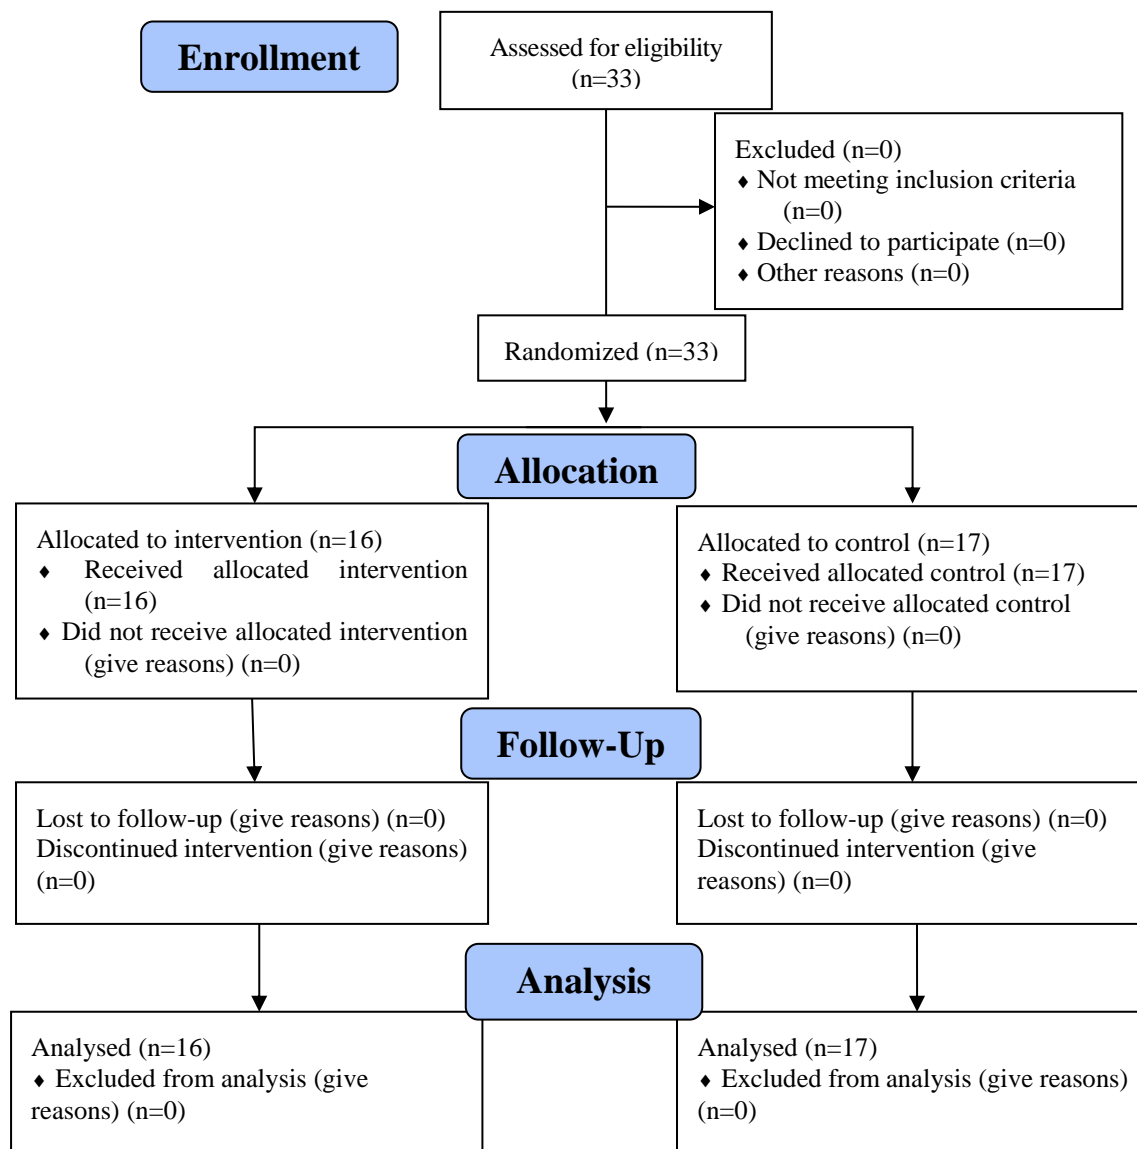 Enrollment
Assessed for eligibility
(n=33)
Excluded (n=0)
♦ Not meeting inclusion criteria
(n=0)
♦ Declined to participate (n=0)
♦ Other reasons (n=0)
Randomized (n=33)
Allocation
Allocated to intervention (n=16)
♦ Received allocated intervention
(n=16)
♦ Did not receive allocated intervention
(give reasons) (n=0)
Allocated to control (n=17)
♦ Received allocated control (n=17)
♦ Did not receive allocated control
(give reasons) (n=0)
Follow-Up
Lost to follow-up (give reasons) (n=0)
Discontinued intervention (give reasons)
(n=0)
Lost to follow-up (give reasons) (n=0)
Discontinued intervention (give
reasons) (n=0)
Analysis
Analysed (n=16)
♦ Excluded from analysis (give
reasons) (n=0)
Analysed (n=17)
♦ Excluded from analysis (give reasons)
(n=0)